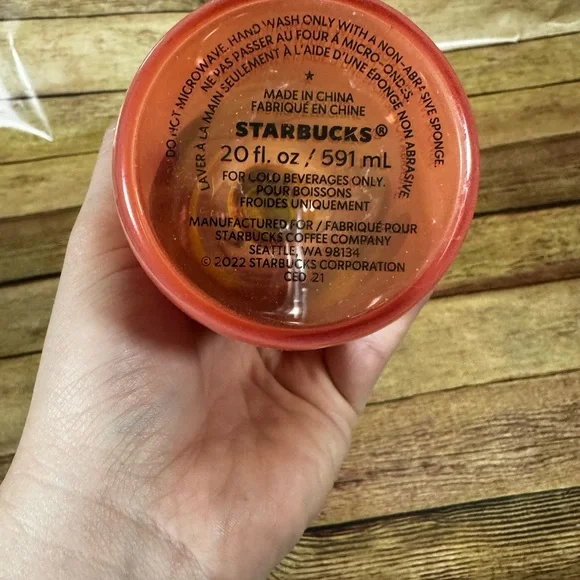 DO NOT MICROWAVE. HAND WASH ONLY WITH A NON-ABRASIVE SPONGE.
NE PAS PASSER AU FOUR À MICRO-ONDES.
LAVER À LA MAIN SEULEMENT À L'AIDE D'UNE ÉPONGE NON ABRASIVE.
MADE IN CHINA
FABRIQUÉ EN CHINE
STARBUCKS®
20 fl. oz / 591 mL
FOR COLD BEVERAGES ONLY.
POUR BOISSONS
FROIDES UNIQUEMENT
MANUFACTURED FOR / FABRIQUÉ POUR
STARBUCKS COFFEE COMPANY
SEATTLE, WA 98134
© 2022 STARBUCKS CORPORATION
CED 21